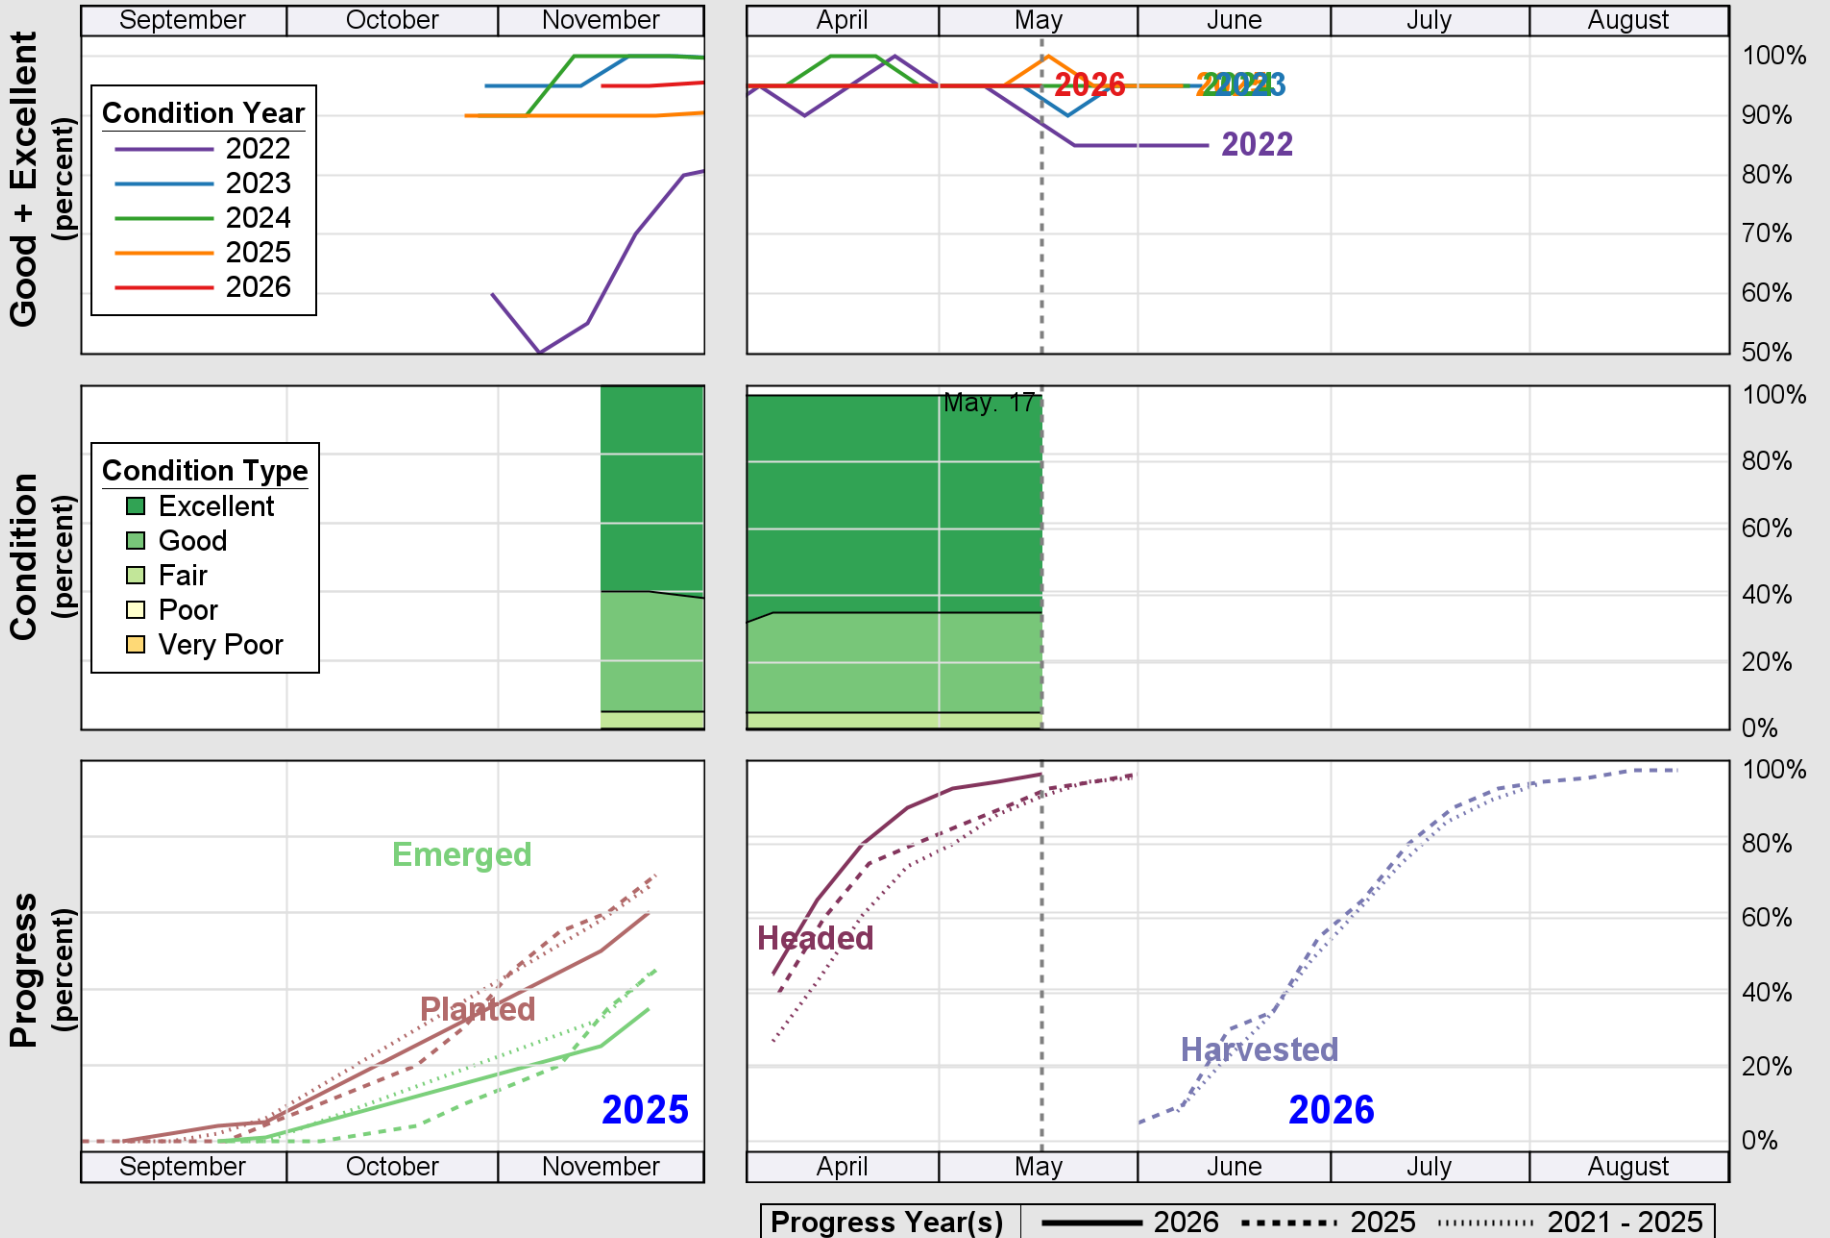 September October November April May June July August
Good + Excellent
(percent)
Condition Year
2022
2023
2024
2025
2026
2026
2025
2024
2023
2022
100%
90%
80%
70%
60%
50%
Condition
(percent)
Condition Type
Excellent
Good
Fair
Poor
Very Poor
May. 17
100%
80%
60%
40%
20%
0%
Progress
(percent)
Emerged
Planted
2025
Headed
Harvested
2026
100%
80%
60%
40%
20%
0%
September October November April May June July August
Progress Year(s) 2026 2025 2021 - 2025